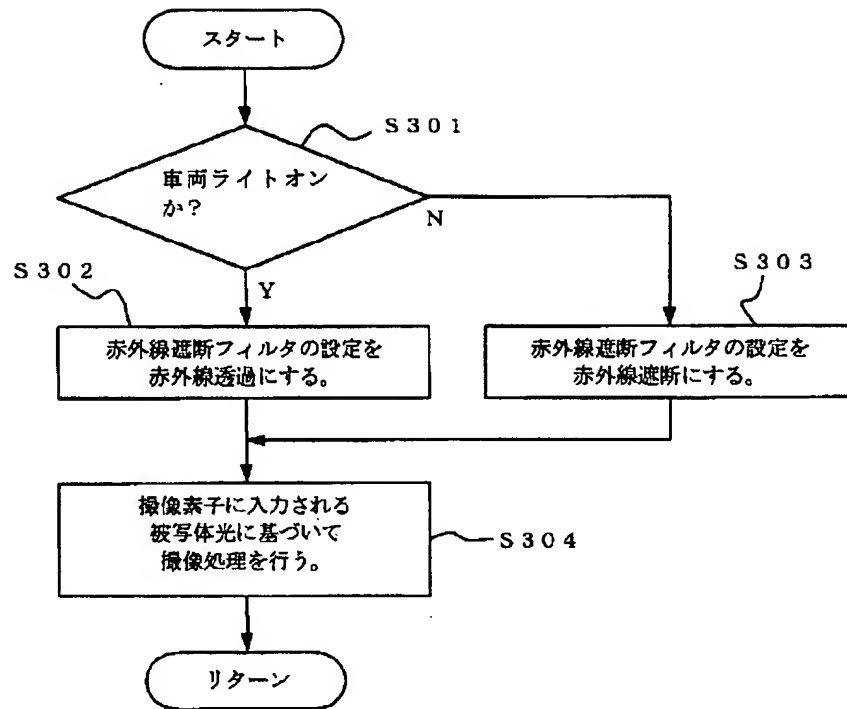 スタート
S301
車両ライトオン
か?
N
S302
Y
S303
赤外線遮断フィルタの設定を
赤外線透過にする。
赤外線遮断フィルタの設定を
赤外線遮断にする。
撮像素子に入力される
被写体光に基づいて
撮像処理を行う。
S304
リターン